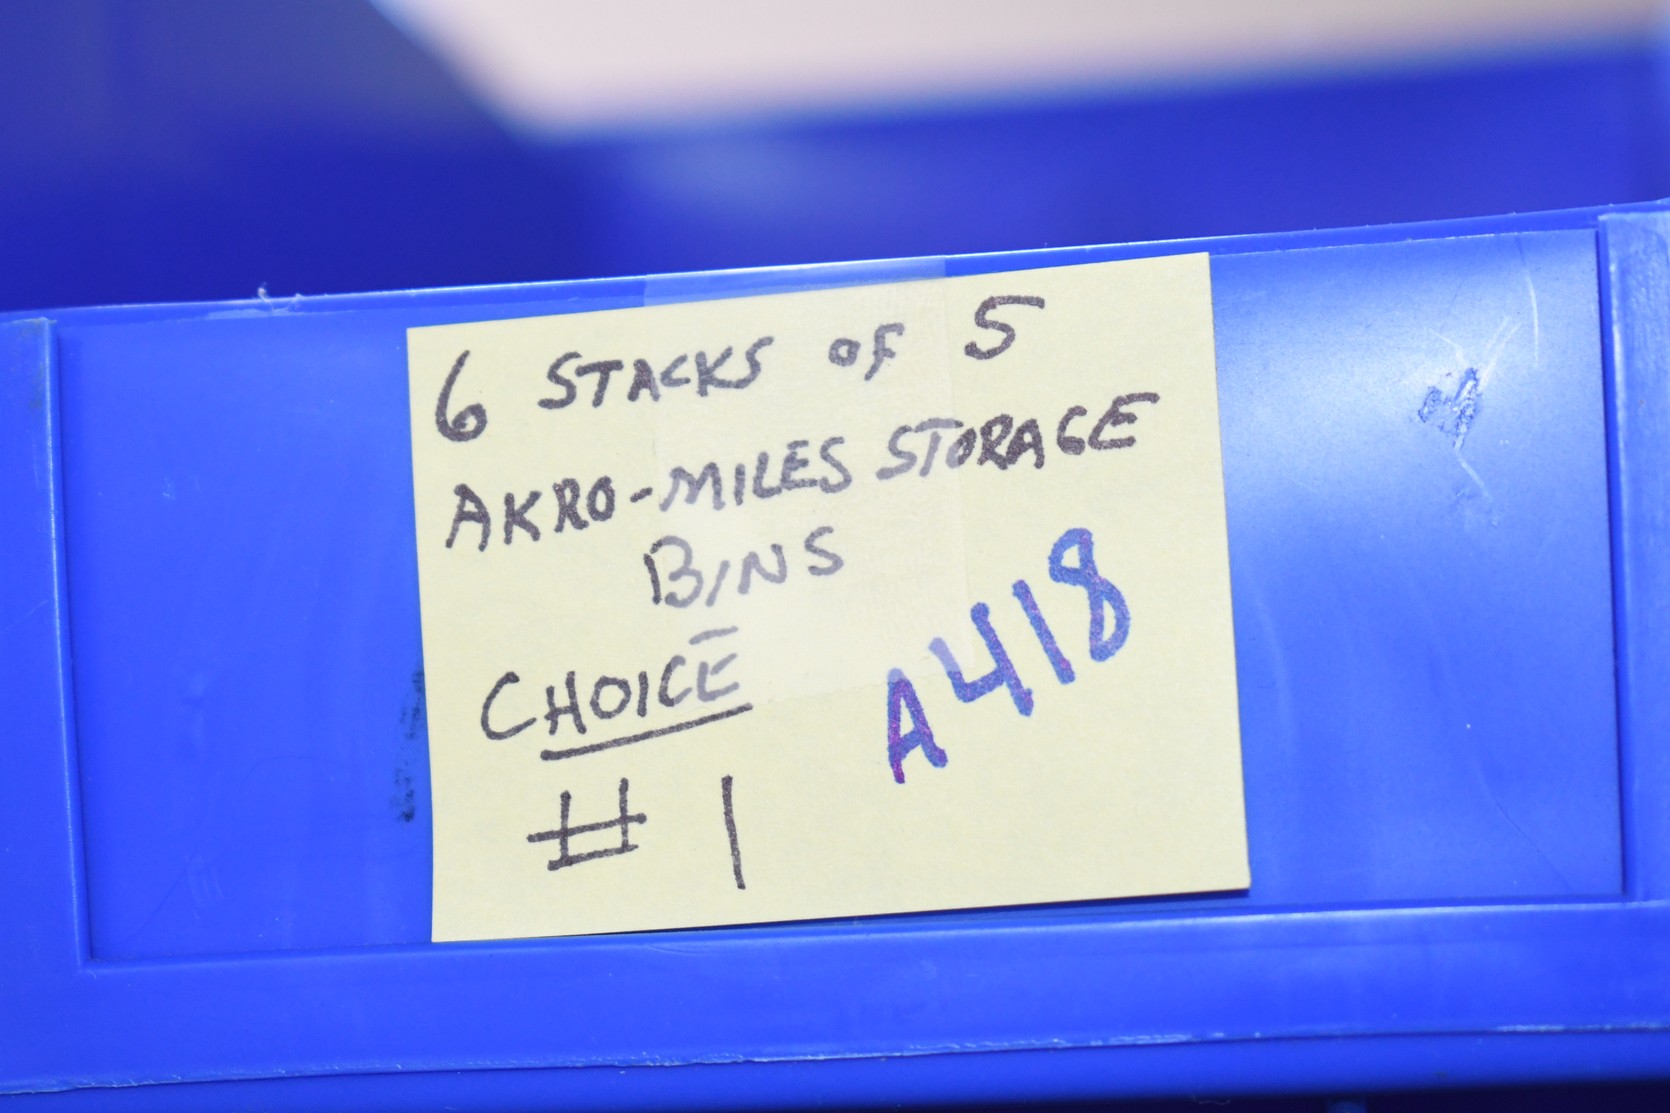 6 STACKS OF 5
AKRO-MILES STORAGE
BINS
CHOICE
# 1
A418